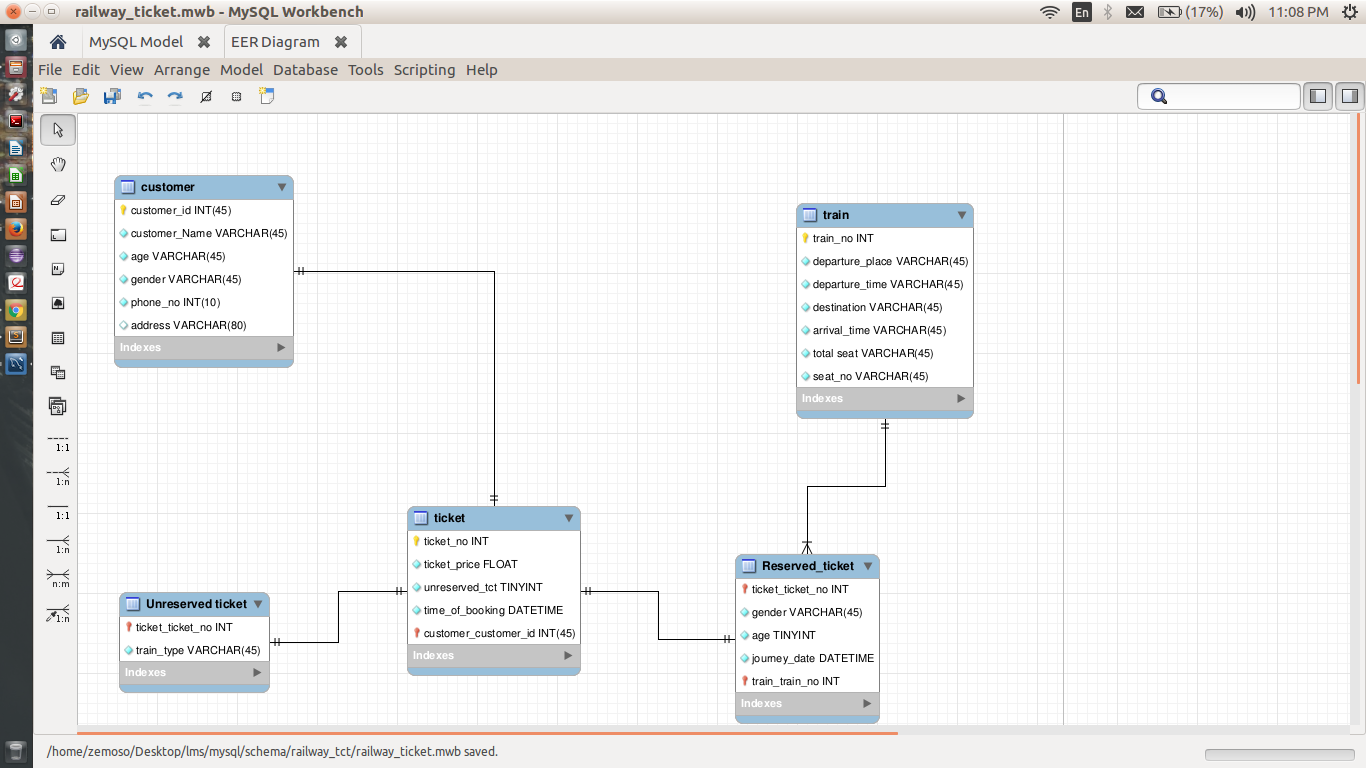 railway_ticket.mwb - MySQL Workbench
En
(17%)
11:08 PM
MySQL Model
EER Diagram
File Edit View Arrange Model Database Tools Scripting Help
customer
customer_id INT(45)
customer_Name VARCHAR(45)
age VARCHAR(45)
gender VARCHAR(45)
phone_no INT(10)
address VARCHAR(80)
Indexes
train
train_no INT
departure_place VARCHAR(45)
departure_time VARCHAR(45)
destination VARCHAR(45)
arrival_time VARCHAR(45)
total seat VARCHAR(45)
seat_no VARCHAR(45)
Indexes
1:1
1:n
1:1
1:n
n:m
1:n
ticket
ticket_no INT
ticket_price FLOAT
unreserved_tct TINYINT
time_of_booking DATETIME
customer_customer_id INT(45)
Indexes
Unreserved ticket
ticket_ticket_no INT
train_type VARCHAR(45)
Indexes
Reserved_ticket
ticket_ticket_no INT
gender VARCHAR(45)
age TINYINT
journey_date DATETIME
train_train_no INT
Indexes
/home/zemoso/Desktop/lms/mysql/schema/railway_tct/railway_ticket.mwb saved.